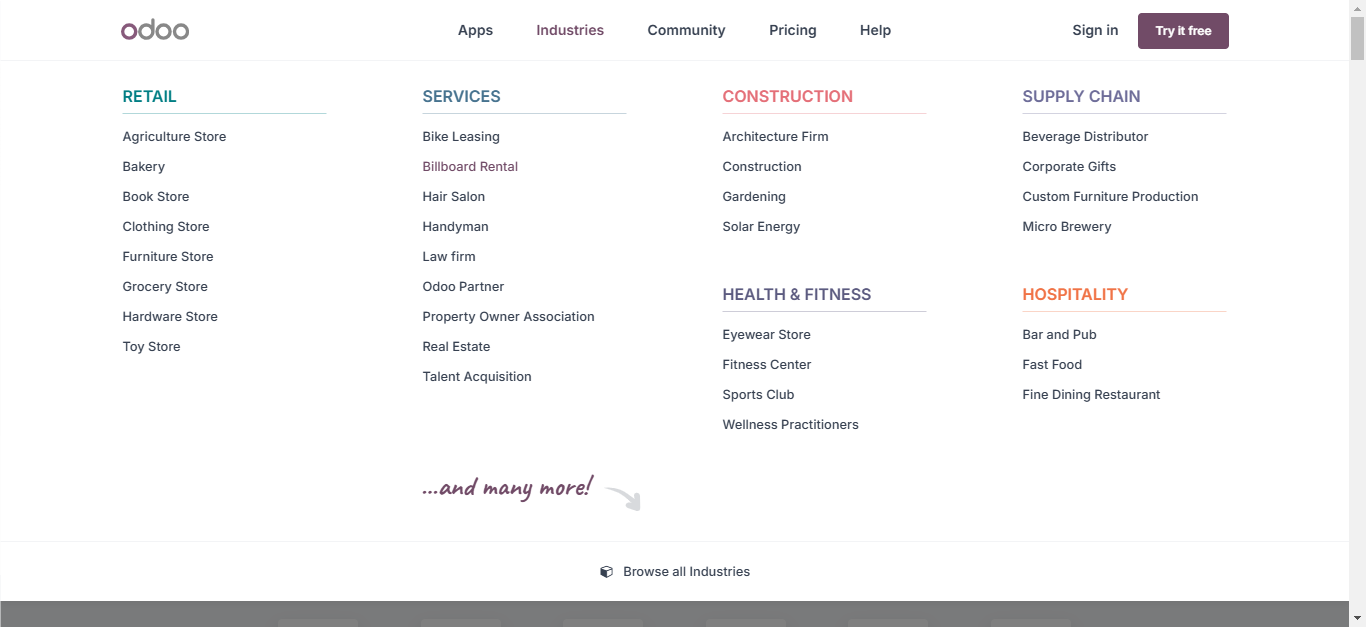 odoo
Apps
Industries
Community
Pricing
Help
Sign in
Try it free
RETAIL
Agriculture Store
Bakery
Book Store
Clothing Store
Furniture Store
Grocery Store
Hardware Store
Toy Store
SERVICES
Bike Leasing
Billboard Rental
Hair Salon
Handyman
Law firm
Odoo Partner
Property Owner Association
Real Estate
Talent Acquisition
CONSTRUCTION
Architecture Firm
Construction
Gardening
Solar Energy
HEALTH & FITNESS
Eyewear Store
Fitness Center
Sports Club
Wellness Practitioners
SUPPLY CHAIN
Beverage Distributor
Corporate Gifts
Custom Furniture Production
Micro Brewery
HOSPITALITY
Bar and Pub
Fast Food
Fine Dining Restaurant
...and many more!
Browse all Industries